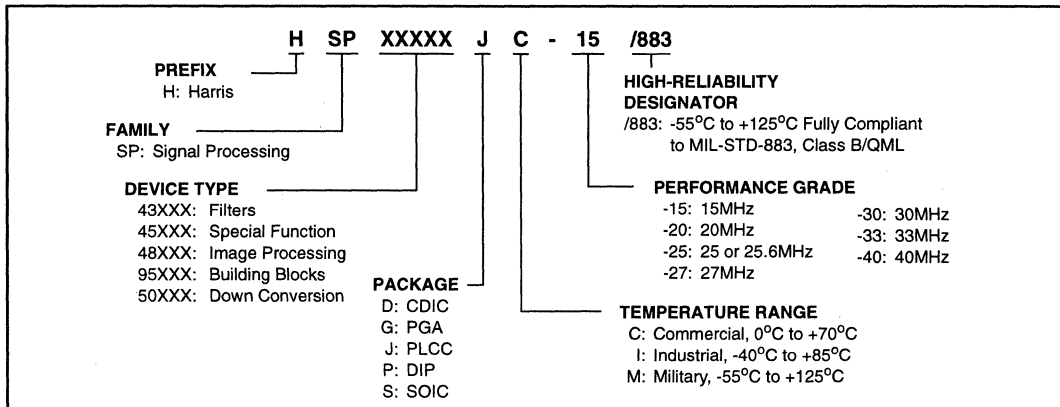 H SP XXXXX J C - 15 /883
PREFIX
H: Harris
FAMILY
SP: Signal Processing
DEVICE TYPE
43XXX: Filters
45XXX: Special Function
48XXX: Image Processing
95XXX: Building Blocks
50XXX: Down Conversion
PACKAGE
D: CDIC
G: PGA
J: PLCC
P: DIP
S: SOIC
HIGH-RELIABILITY
DESIGNATOR
/883: -55°C to +125°C Fully Compliant
to MIL-STD-883, Class B/QML
PERFORMANCE GRADE
-15: 15MHz
-20: 20MHz
-25: 25 or 25.6MHz
-27: 27MHz
-30: 30MHz
-33: 33MHz
-40: 40MHz
TEMPERATURE RANGE
C: Commercial, 0°C to +70°C
I: Industrial, -40°C to +85°C
M: Military, -55°C to +125°C